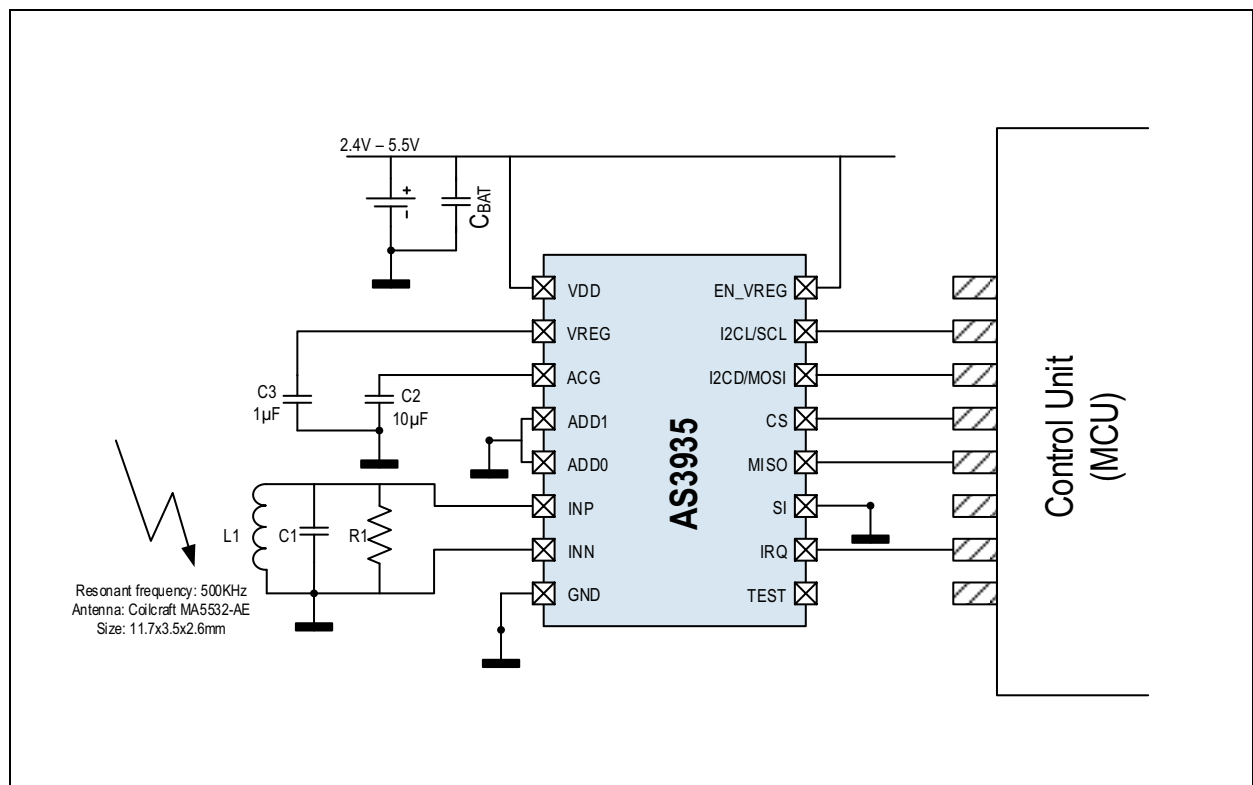 2.4V – 5.5V
+
–
CBAT
VDD
VREG
ACG
ADD1
ADD0
INP
INN
GND
AS3935
EN_VREG
I2CL/SCL
I2CD/MOSI
CS
MISO
SI
IRQ
TEST
C3
1µF
C2
10µF
L1
C1
R1
Resonant frequency: 500KHz
Antenna: Coilcraft MA5532-AE
Size: 11.7x3.5x2.6mm
Control Unit
(MCU)